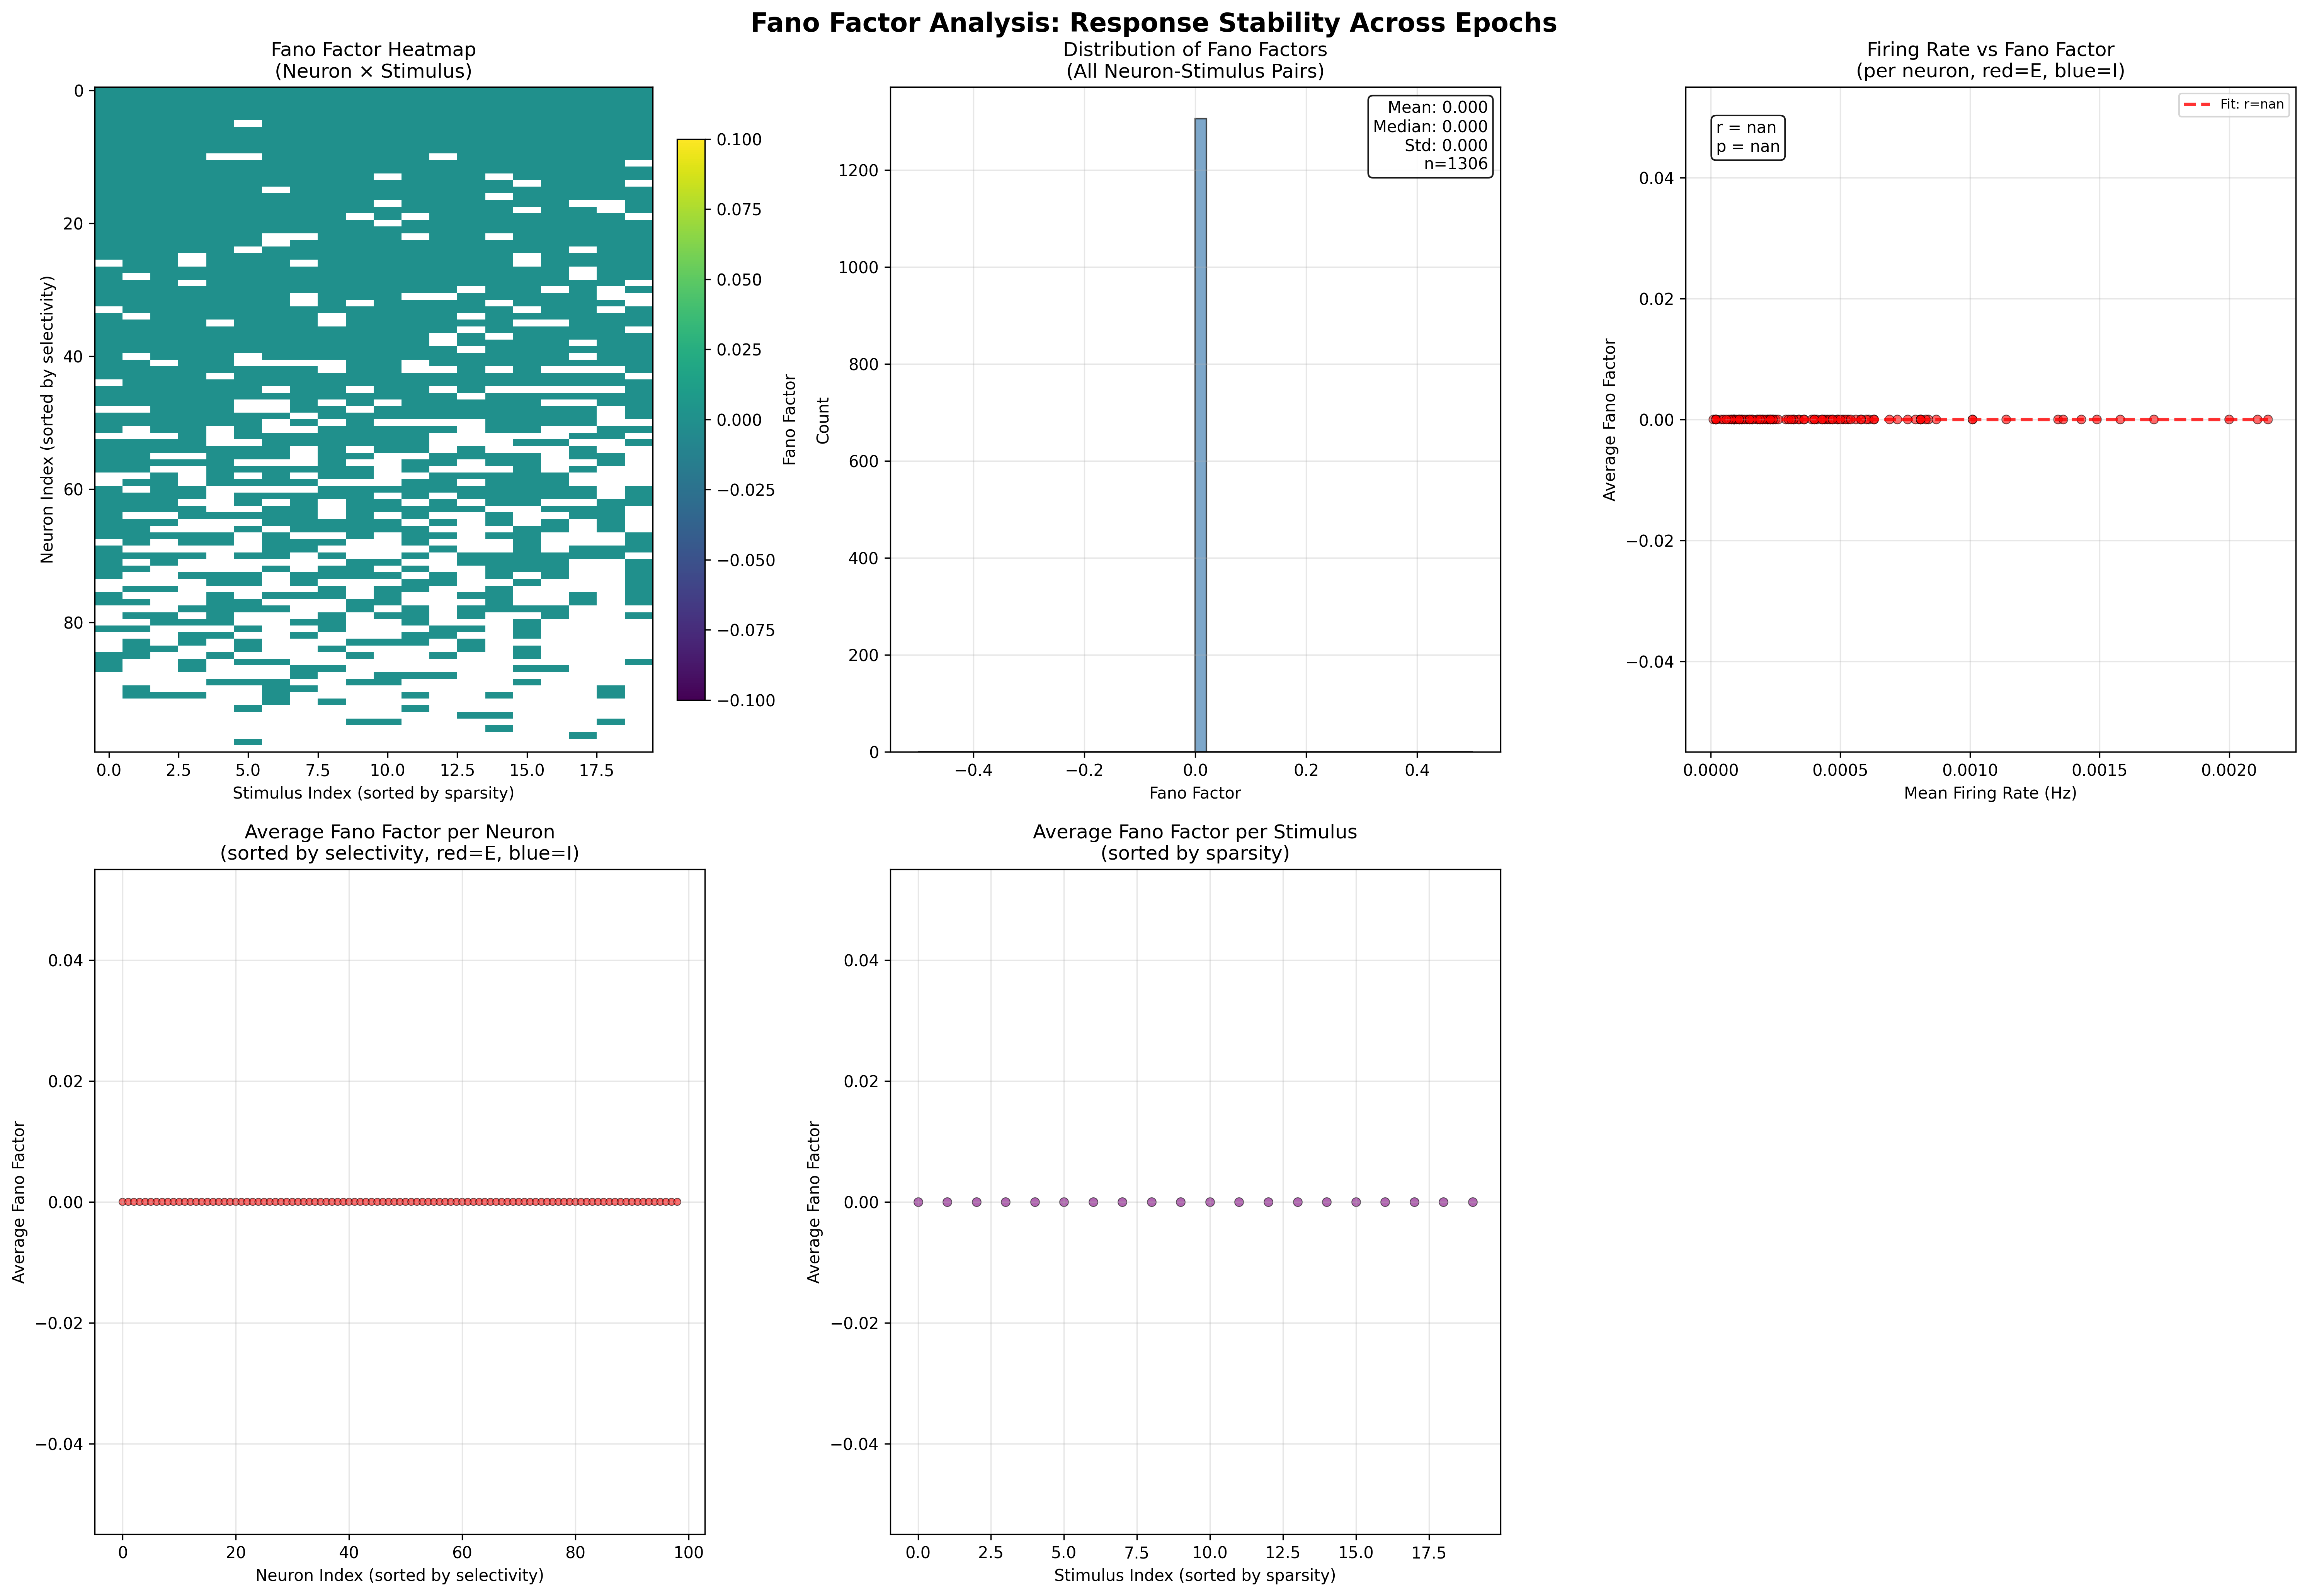 Fano Factor Analysis: Response Stability Across Epochs
Fano Factor Heatmap
(Neuron × Stimulus)
0
20
40
60
80
Neuron Index (sorted by selectivity)
0.0
2.5
5.0
7.5
10.0
12.5
15.0
17.5
Stimulus Index (sorted by sparsity)
0.100
0.075
0.050
0.025
0.000
−0.025
−0.050
−0.075
−0.100
Fano Factor
Distribution of Fano Factors
(All Neuron-Stimulus Pairs)
Mean: 0.000
Median: 0.000
Std: 0.000
n=1306
1200
1000
800
600
400
200
0
Count
−0.4
−0.2
0.0
0.2
0.4
Fano Factor
Firing Rate vs Fano Factor
(per neuron, red=E, blue=I)
Fit: r=nan
r = nan
p = nan
0.04
0.02
0.00
−0.02
−0.04
Average Fano Factor
0.0000
0.0005
0.0010
0.0015
0.0020
Mean Firing Rate (Hz)
Average Fano Factor per Neuron
(sorted by selectivity, red=E, blue=I)
0.04
0.02
0.00
−0.02
−0.04
Average Fano Factor
0
20
40
60
80
100
Neuron Index (sorted by selectivity)
Average Fano Factor per Stimulus
(sorted by sparsity)
0.04
0.02
0.00
−0.02
−0.04
Average Fano Factor
0.0
2.5
5.0
7.5
10.0
12.5
15.0
17.5
Stimulus Index (sorted by sparsity)